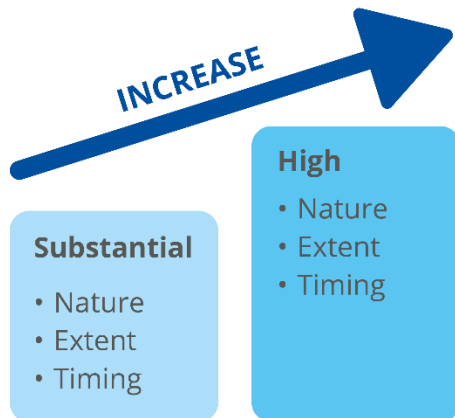 INCREASE
High
• Nature
• Extent
• Timing
Substantial
• Nature
• Extent
• Timing